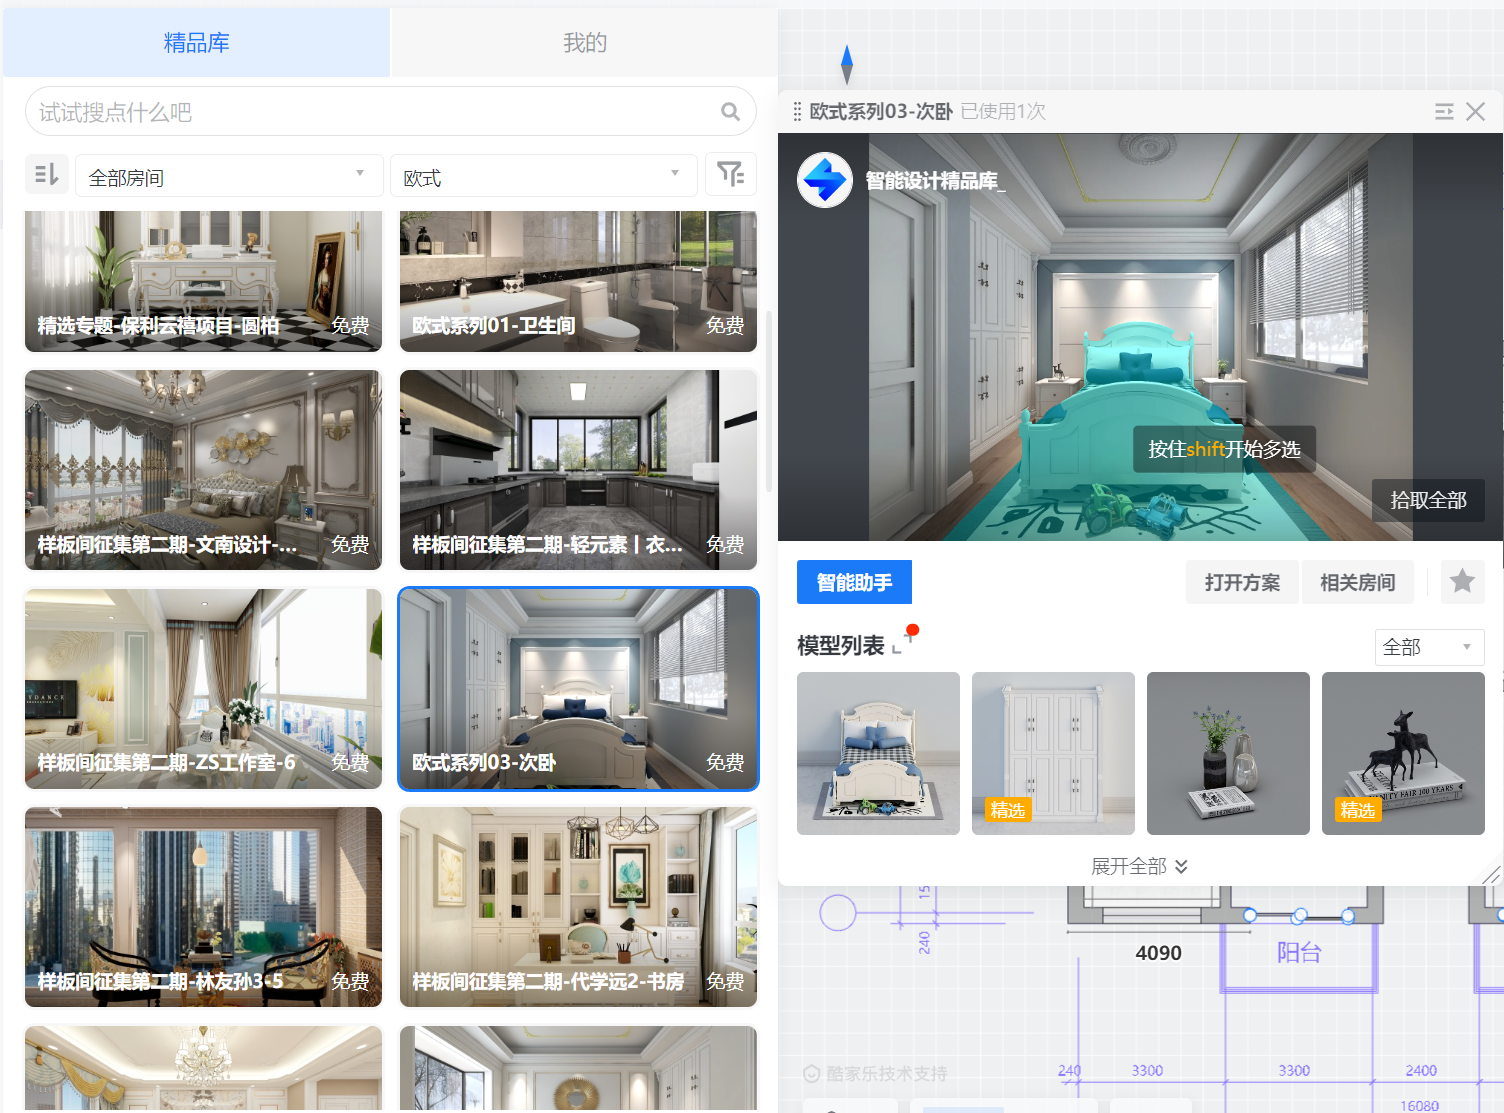 精品库
我的
试试搜点什么吧
全部房间
欧式
精选专题-保利云禧项目-圆柏
免费
欧式系列01-卫生间
免费
样板间征集第二期-文南设计-...
免费
样板间征集第二期-轻元素丨衣...
免费
样板间征集第二期-ZS工作室-6
免费
欧式系列03-次卧
免费
样板间征集第二期-林友孙3-5
免费
样板间征集第二期-代学远2-书房
免费
欧式系列03-次卧 已使用1次
智能设计精品库_
按住shift开始多选
拾取全部
智能助手
打开方案
相关房间
模型列表
全部
精选
精选
展开全部
15
240
4090
阳台
240
3300
3300
2400
16080
酷家乐技术支持